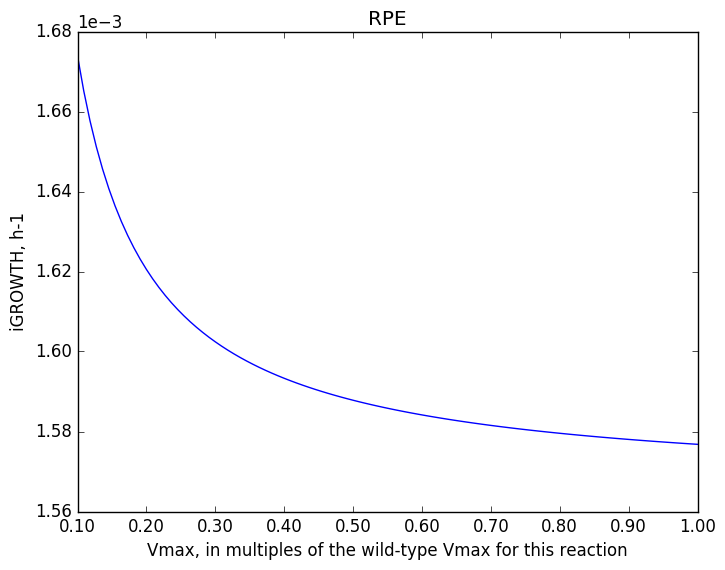 RPE
1e−3
1.68
1.66
1.64
1.62
1.60
1.58
1.56
iGROWTH, h-1
0.10 0.20 0.30 0.40 0.50 0.60 0.70 0.80 0.90 1.00
Vmax, in multiples of the wild-type Vmax for this reaction